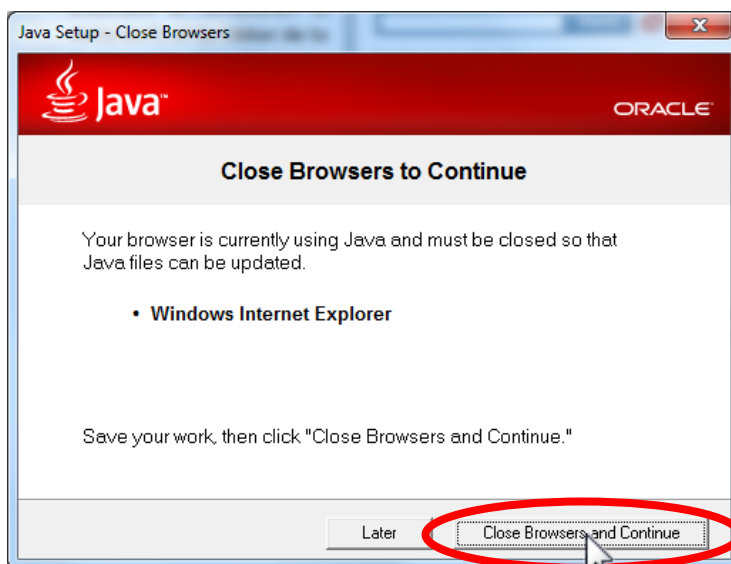 Java Setup - Close Browsers
Java™
ORACLE
Close Browsers to Continue
Your browser is currently using Java and must be closed so that
Java files can be updated.
• Windows Internet Explorer
Save your work, then click "Close Browsers and Continue."
Later
Close Browsers and Continue